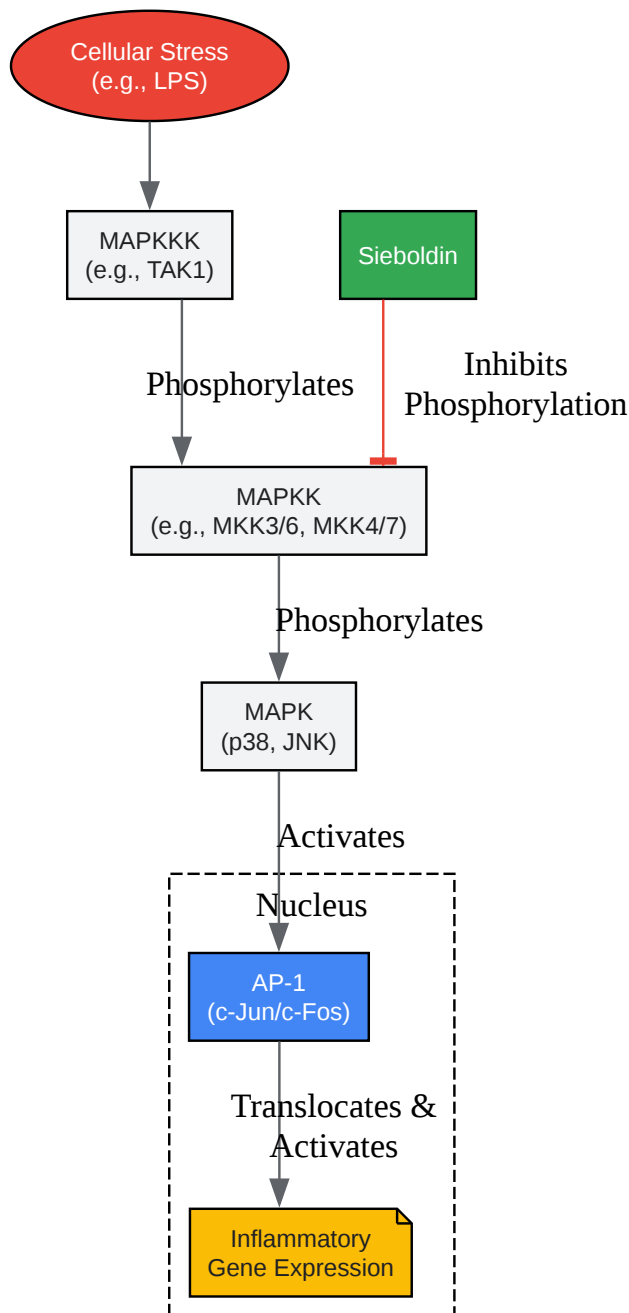 Cellular Stress
(e.g., LPS)
MAPKKK
(e.g., TAK1)
Sieboldin
Phosphorylates
Inhibits
Phosphorylation
MAPKK
(e.g., MKK3/6, MKK4/7)
Phosphorylates
MAPK
(p38, JNK)
Activates
Nucleus
AP-1
(c-Jun/c-Fos)
Translocates &
Activates
Inflammatory
Gene Expression